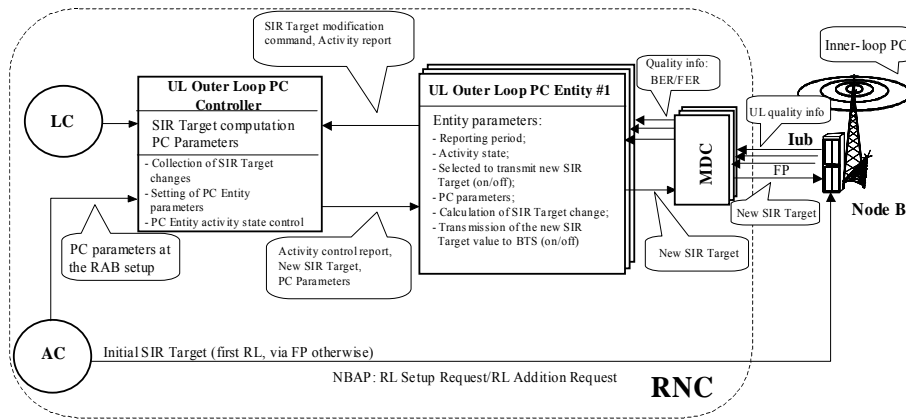 SIR Target modification
command, Activity report
Quality info:
BER/FER
Inner-loop PC
UL Outer Loop PC
Controller
UL Outer Loop PC Entity #1
UL quality info
LC
SIR Target computation
PC Parameters
Entity parameters:
- Reporting period;
- Activity state;
- Selected to transmit new SIR
Target (on/off);
- PC parameters;
- Calculation of SIR Target change;
- Transmission of the new SIR
Target value to BTS (on/off)
- Collection of SIR Target
changes
- Setting of PC Entity
parameters
- PC Entity activity state control
MDC
Iub
FP
Node B
New SIR Target
New SIR Target
PC parameters at
the RAB setup
Activity control report,
New SIR Target,
PC Parameters
AC
Initial SIR Target (first RL, via FP otherwise)
NBAP: RL Setup Request/RL Addition Request
RNC